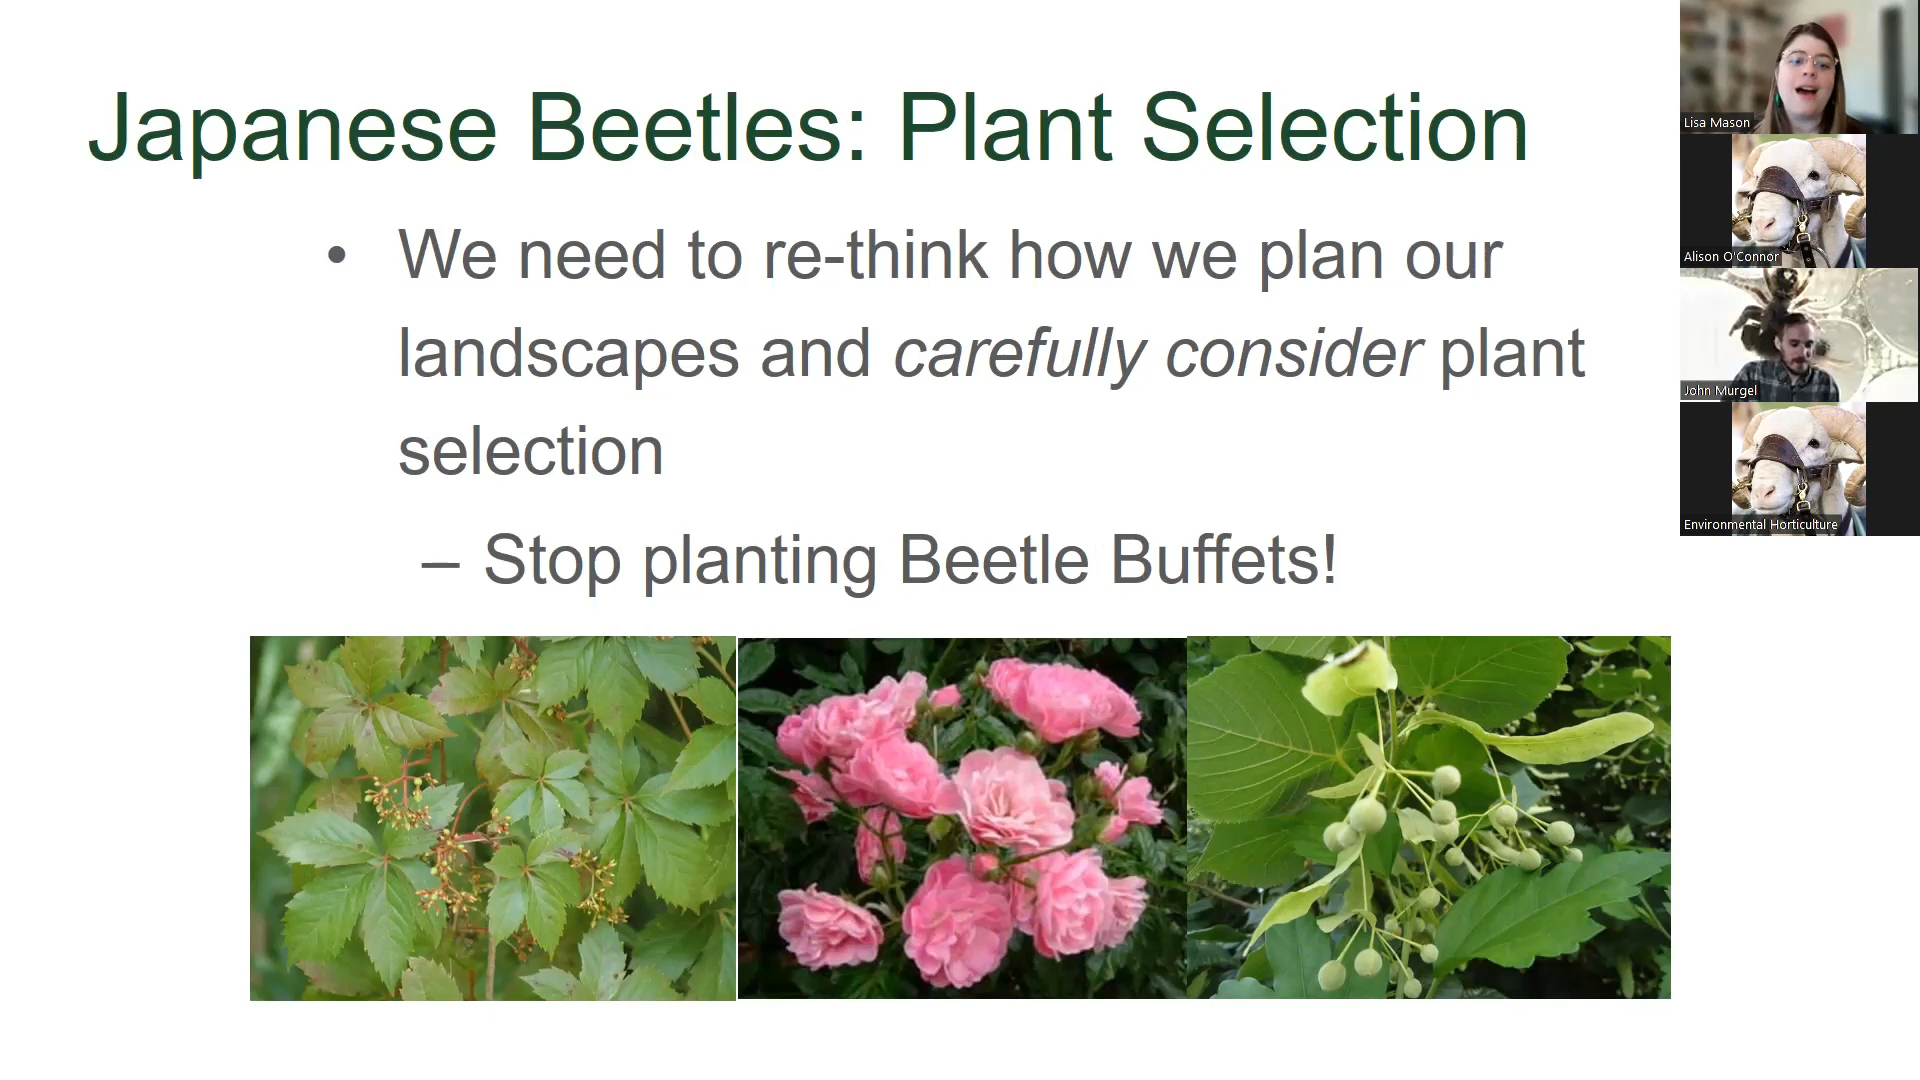 Japanese Beetles: Plant Selection
• We need to re-think how we plan our
landscapes and carefully consider plant
selection
– Stop planting Beetle Buffets!
Lisa Mason
Alison O'Connor
John Murgel
Environmental Horticulture